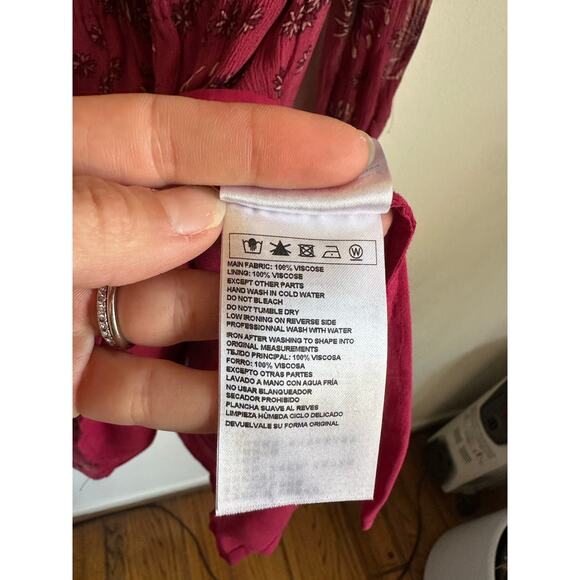 W
MAIN FABRIC: 100% VISCOSE
LINING: 100% VISCOSE
EXCEPT OTHER PARTS
HAND WASH IN COLD WATER
DO NOT BLEACH
DO NOT TUMBLE DRY
LOW IRONING ON REVERSE SIDE
PROFESSIONNAL WASH WITH WATER
IRON AFTER WASHING TO SHAPE INTO
ORIGINAL MEASUREMENTS
TEJIDO PRINCIPAL: 100% VISCOSA
FORRO: 100% VISCOSA
EXCEPTO OTRAS PARTES
LAVADO A MANO CON AGUA FRÍA
NO USAR BLANQUEADOR
SECADOR PROHIBIDO
PLANCHA SUAVE AL REVES
LIMPIEZA HÚMEDA CICLO DELICADO
DEVUELVALE SU FORMA ORIGINAL